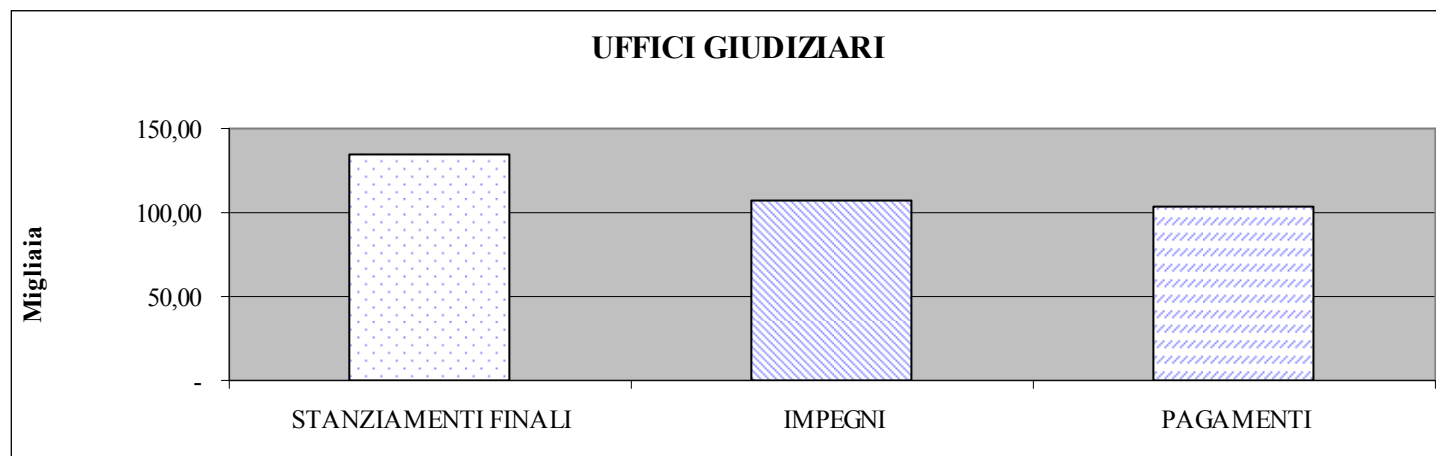 UFFICI GIUDIZIARI
Migliaia
150,00
100,00
50,00
-
STANZIAMENTI FINALI
IMPEGNI
PAGAMENTI